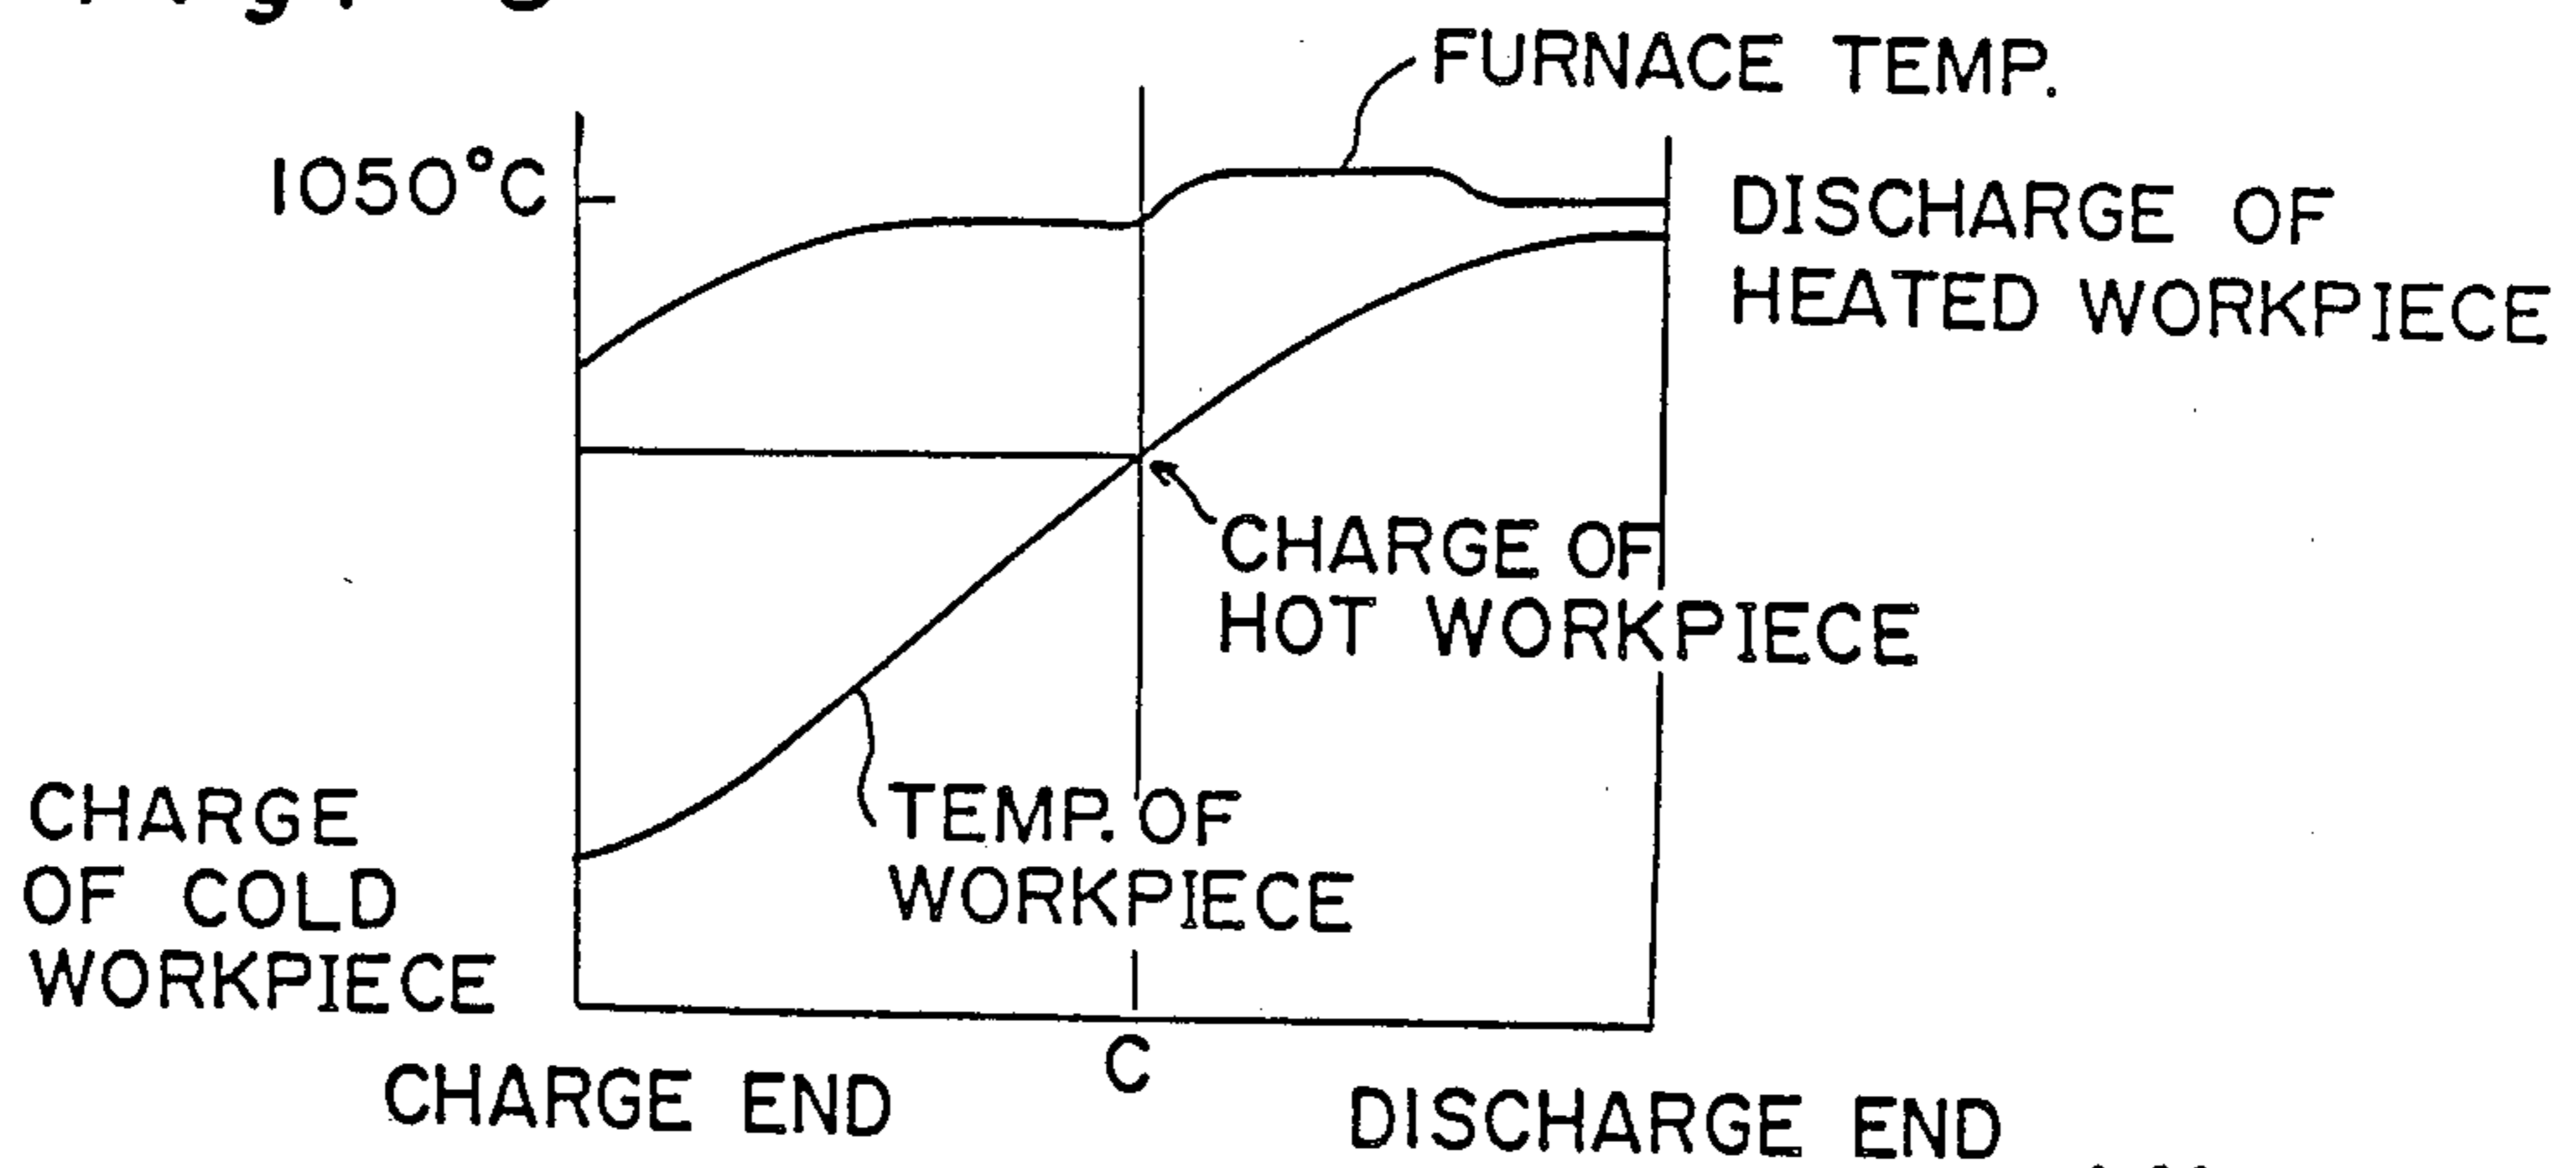 FURNACE TEMP.
1050°C
DISCHARGE OF
HEATED WORKPIECE
CHARGE OF
HOT WORKPIECE
TEMP. OF
WORKPIECE
CHARGE
OF COLD
WORKPIECE
C
CHARGE END
DISCHARGE END